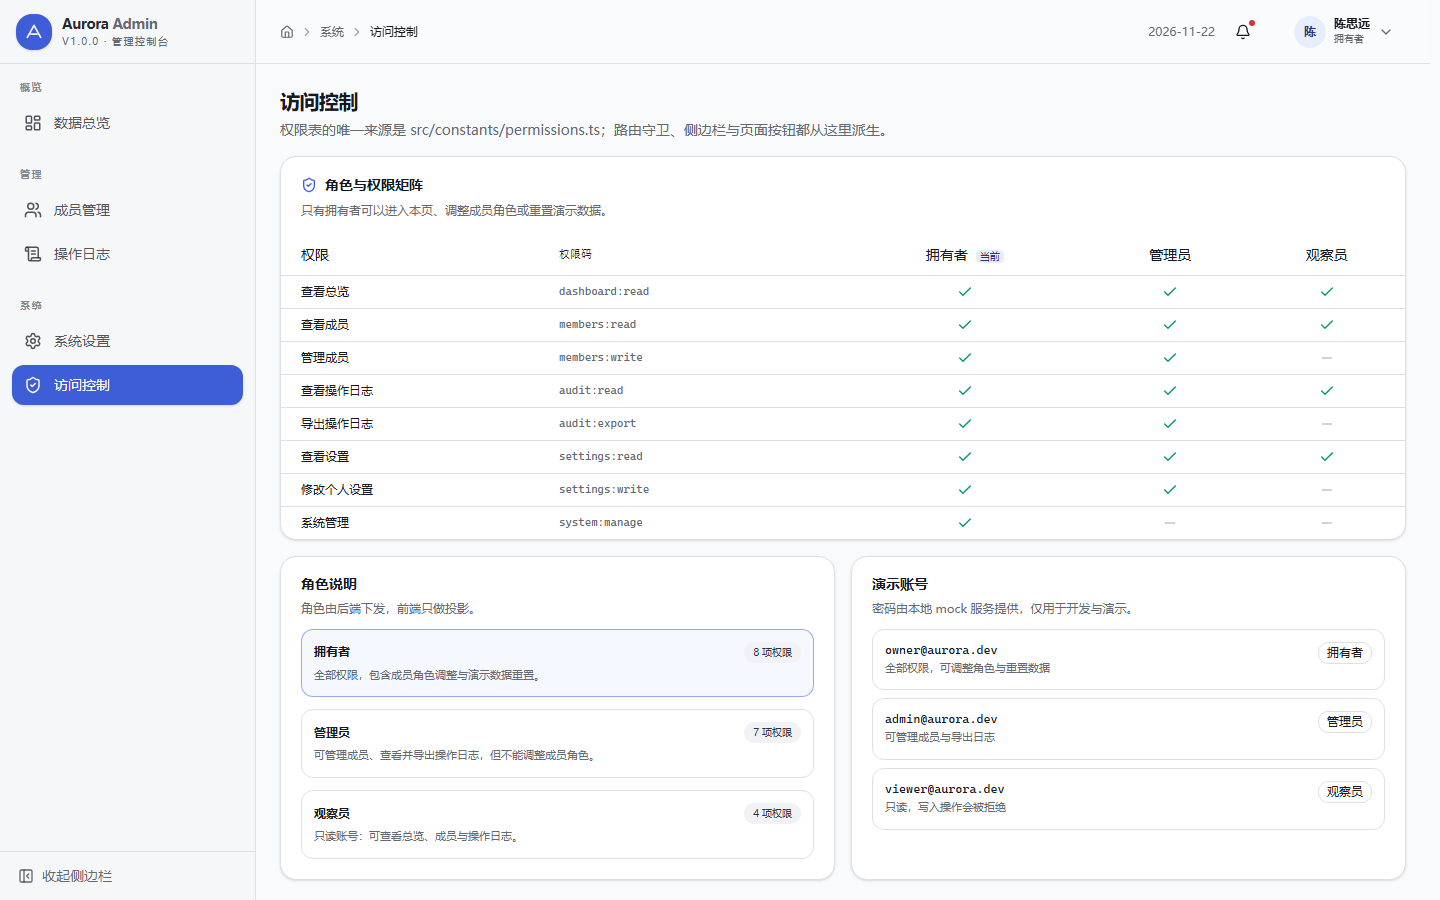 Aurora Admin
V1.0.0 · 管理控制台
概览
数据总览
管理
成员管理
操作日志
系统
系统设置
访问控制
收起侧边栏
系统
访问控制
2026-11-22
陈
陈思远
拥有者
访问控制
权限表的唯一来源是 src/constants/permissions.ts；路由守卫、侧边栏与页面按钮都从这里派生。
角色与权限矩阵
只有拥有者可以进入本页、调整成员角色或重置演示数据。
权限 权限码 拥有者 当前 管理员 观察员
查看总览 dashboard:read
查看成员 members:read
管理成员 members:write
查看操作日志 audit:read
导出操作日志 audit:export
查看设置 settings:read
修改个人设置 settings:write
系统管理 system:manage
角色说明
角色由后端下发，前端只做投影。
拥有者 8 项权限
全部权限，包含成员角色调整与演示数据重置。
管理员 7 项权限
可管理成员、查看并导出操作日志，但不能调整成员角色。
观察员 4 项权限
只读账号：可查看总览、成员与操作日志。
演示账号
密码由本地 mock 服务提供，仅用于开发与演示。
owner@aurora.dev 拥有者
全部权限，可调整角色与重置数据
admin@aurora.dev 管理员
可管理成员与导出日志
viewer@aurora.dev 观察员
只读，写入操作会被拒绝